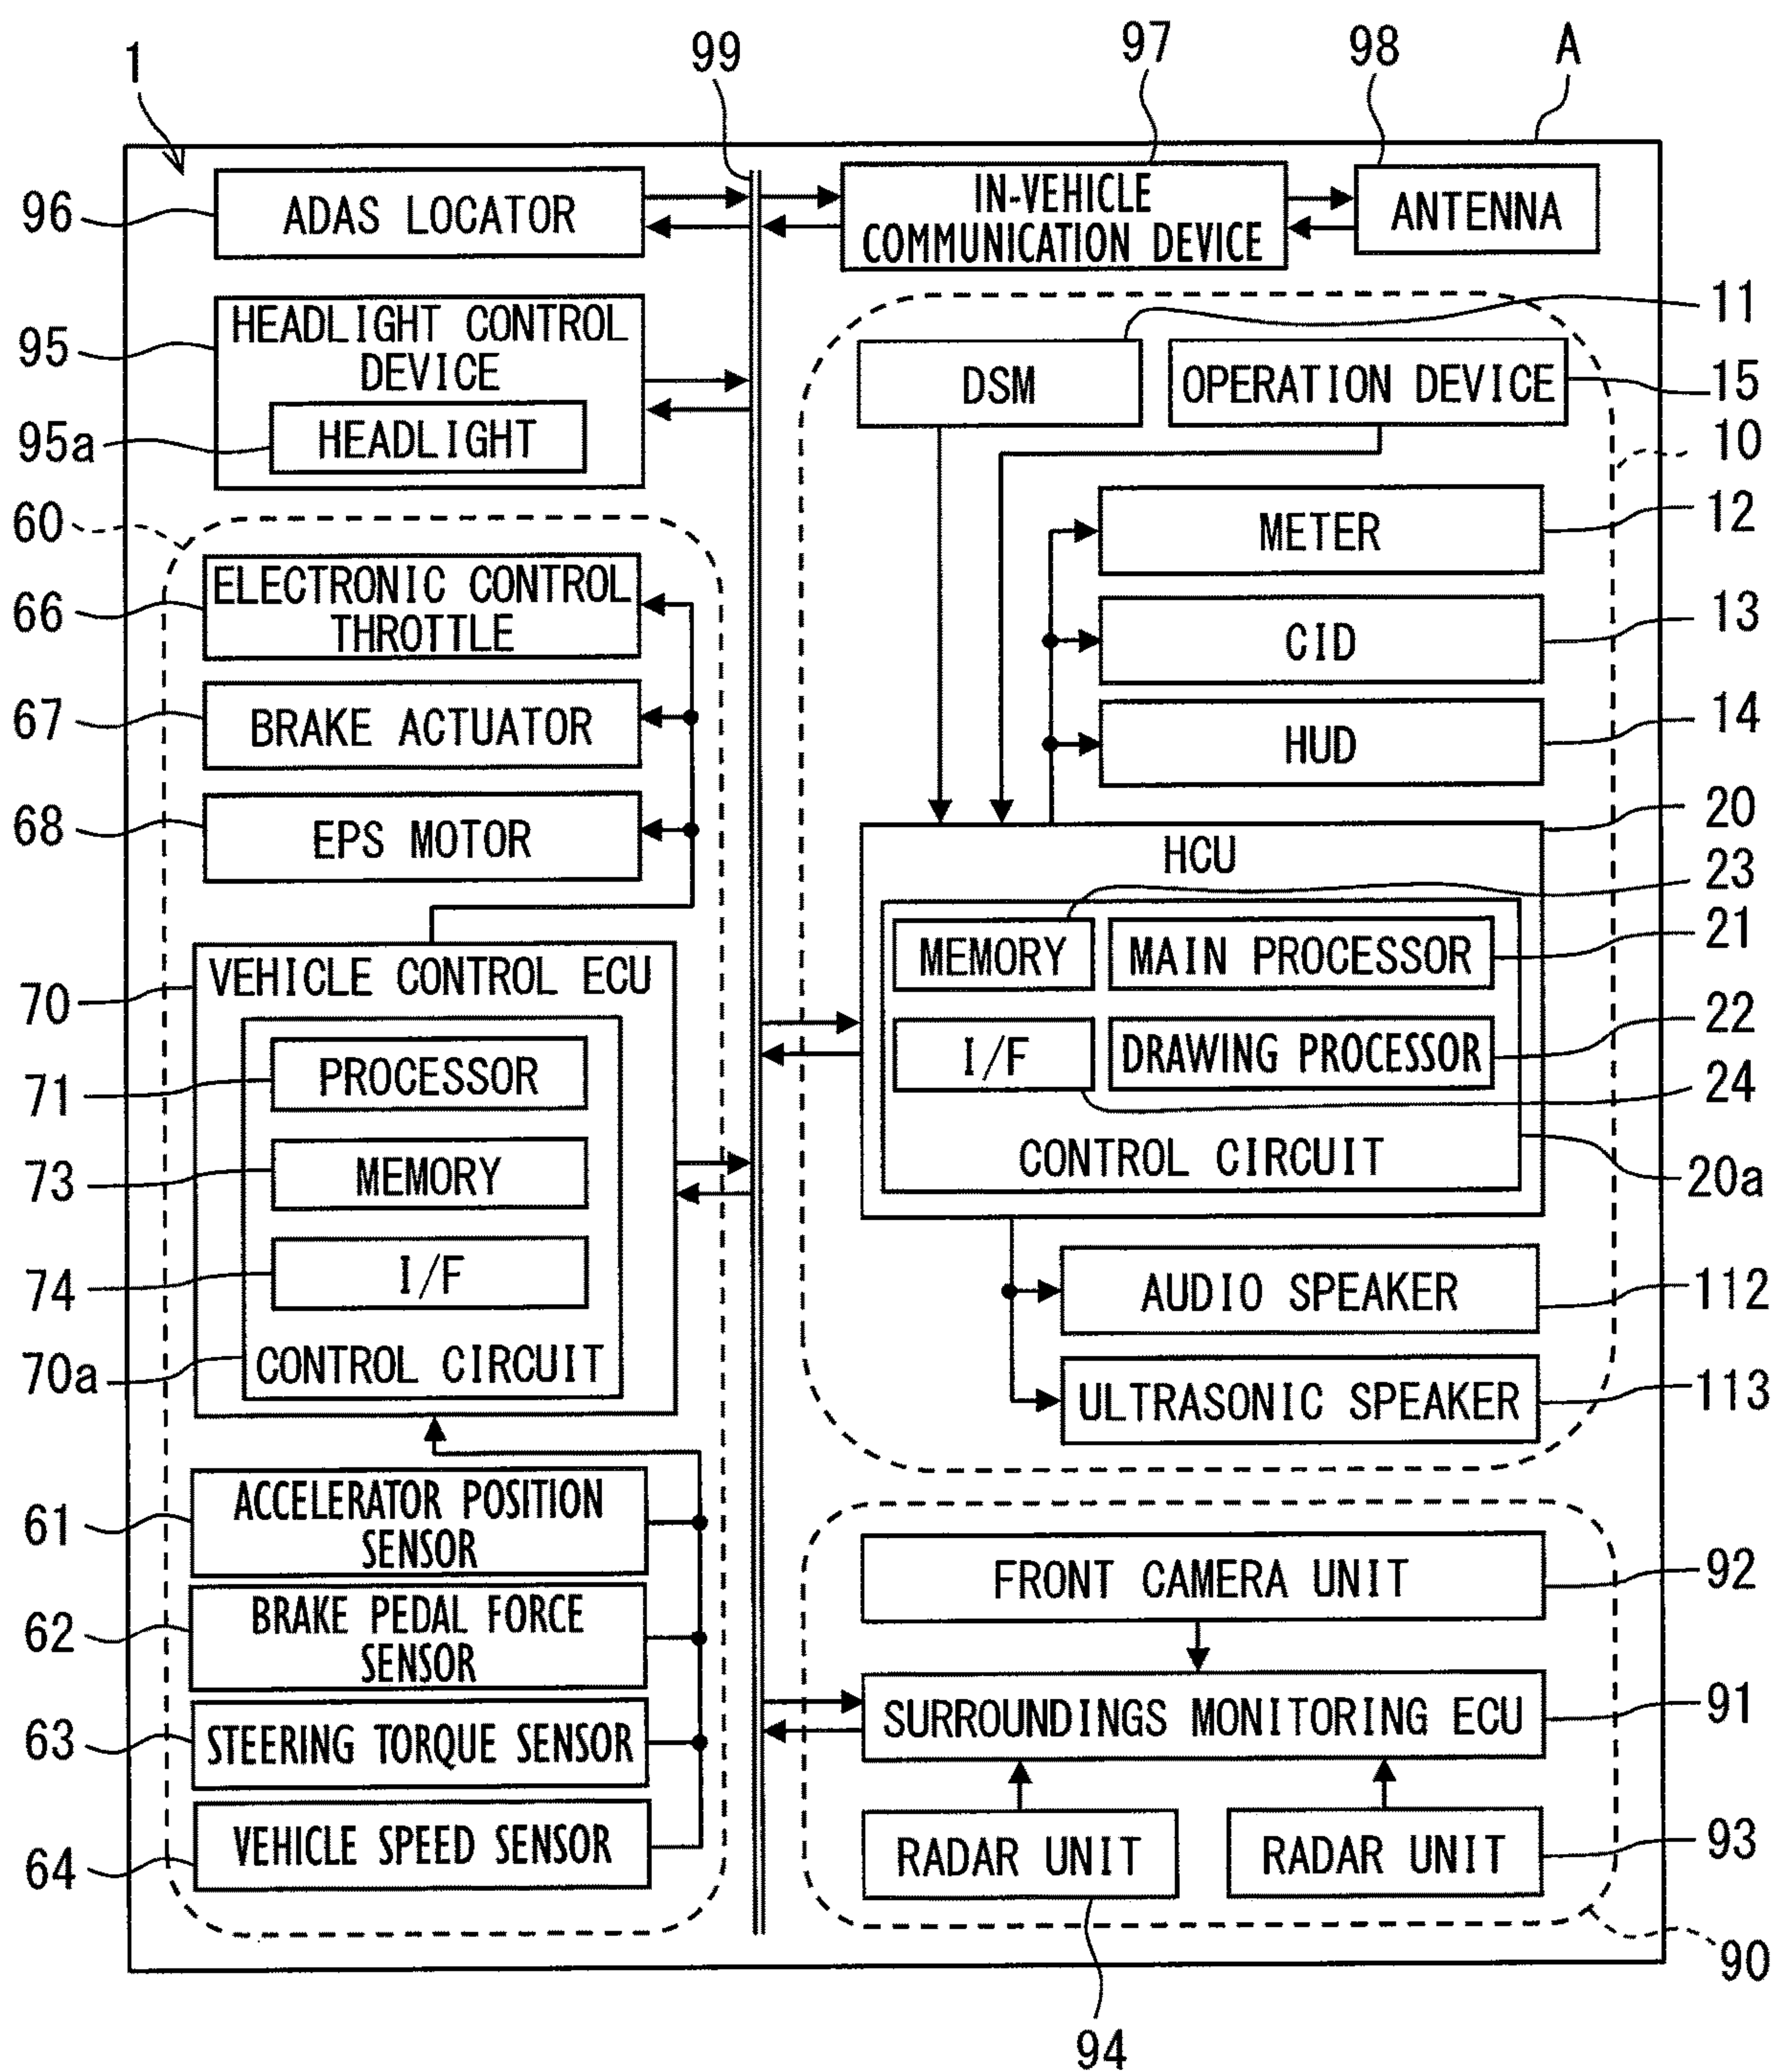 1
99
97
98
A
96
ADAS LOCATOR
IN-VEHICLE
COMMUNICATION DEVICE
ANTENNA
95
HEADLIGHT CONTROL
DEVICE
95a
HEADLIGHT
11
DSM
OPERATION DEVICE
15
10
60
METER
12
66
ELECTRONIC CONTROL
THROTTLE
CID
13
67
BRAKE ACTUATOR
HUD
14
68
EPS MOTOR
HCU
20
23
MEMORY
MAIN PROCESSOR
21
I/F
DRAWING PROCESSOR
22
24
CONTROL CIRCUIT
20a
70
VEHICLE CONTROL ECU
71
PROCESSOR
73
MEMORY
74
I/F
70a
CONTROL CIRCUIT
AUDIO SPEAKER
112
ULTRASONIC SPEAKER
113
61
ACCELERATOR POSITION
SENSOR
62
BRAKE PEDAL FORCE
SENSOR
63
STEERING TORQUE SENSOR
64
VEHICLE SPEED SENSOR
FRONT CAMERA UNIT
92
SURROUNDINGS MONITORING ECU
91
RADAR UNIT
RADAR UNIT
93
90
94